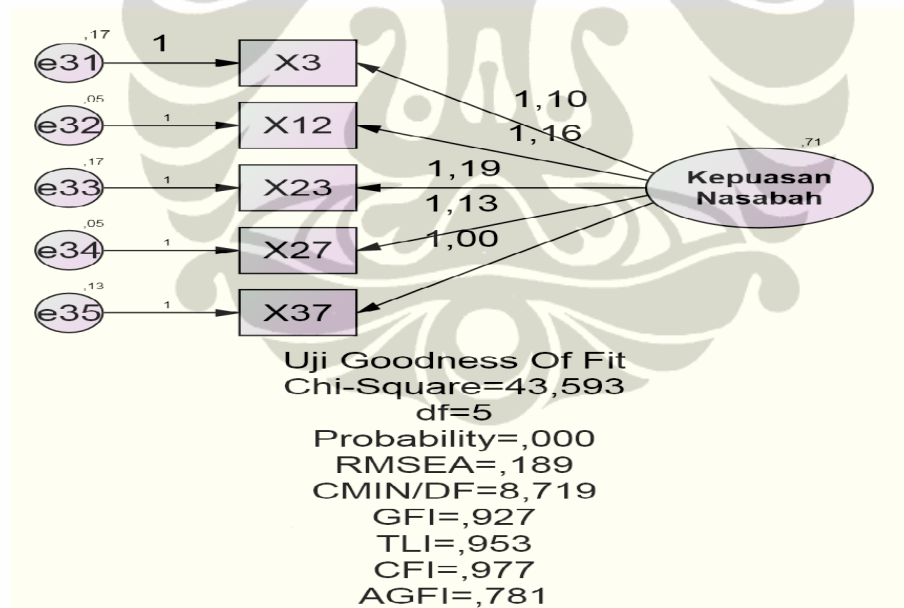 ,17
1
e31
X3
1,10
,05
e32
1
X12
1,16
,71
Kepuasan
Nasabah
,17
e33
1
X23
1,19
,05
e34
1
X27
1,13
,13
e35
1
X37
1,00
Uji Goodness Of Fit
Chi-Square=43,593
df=5
Probability=,000
RMSEA=,189
CMIN/DF=8,719
GFI=,927
TLI=,953
CFI=,977
AGFI=,781